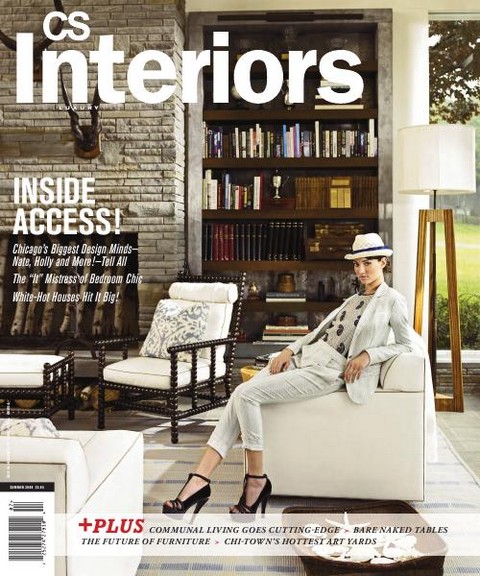 CS
Interiors
LUXURY
INSIDE
ACCESS!
Chicago's Biggest Design Minds—
Nate, Holly and More!—Tell All
The "It" Mistress of Bedroom Chic
White-Hot Houses Hit It Big!
+PLUS COMMUNAL LIVING GOES CUTTING-EDGE > BARE NAKED TABLES
THE FUTURE OF FURNITURE > CHI-TOWN'S HOTTEST ART YARDS